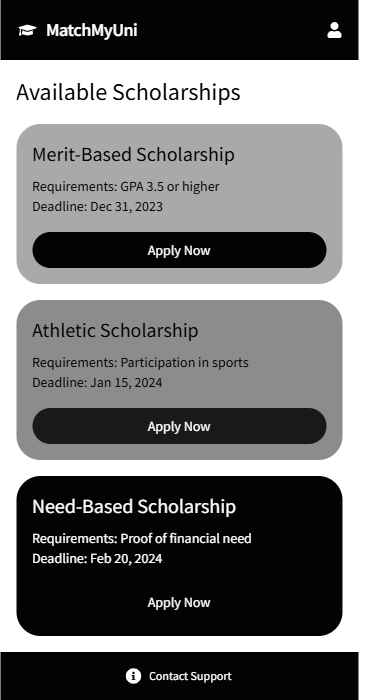 MatchMyUni
Available Scholarships
Merit-Based Scholarship
Requirements: GPA 3.5 or higher
Deadline: Dec 31, 2023
Apply Now
Athletic Scholarship
Requirements: Participation in sports
Deadline: Jan 15, 2024
Apply Now
Need-Based Scholarship
Requirements: Proof of financial need
Deadline: Feb 20, 2024
Apply Now
Contact Support